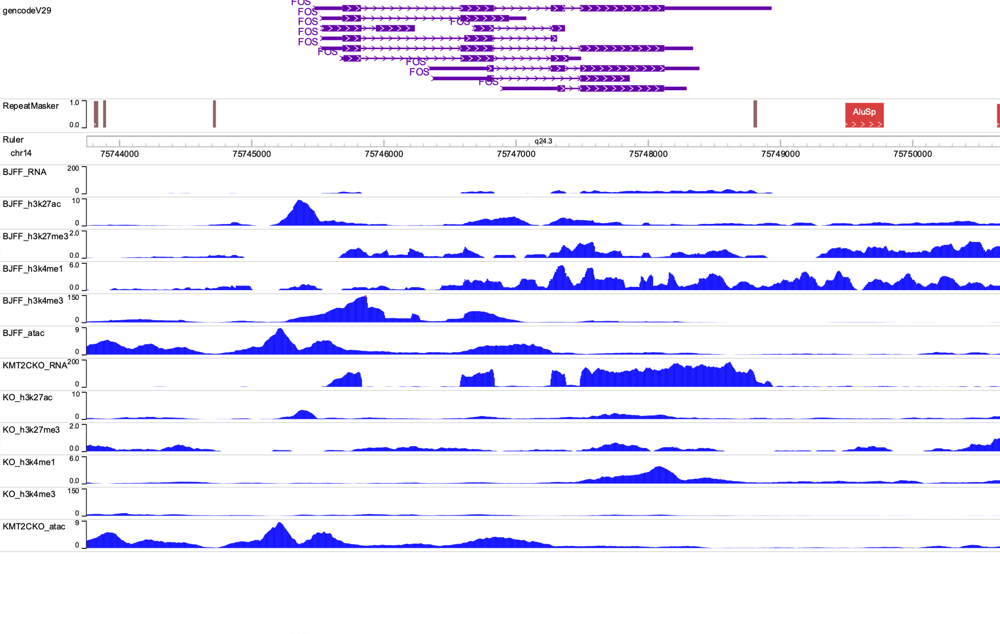 FOS
gencodeV29
FOS
FOS
FOS
FOS
FOS
FOS
FOS
FOS
FOS
FOS
RepeatMasker
1.0
0.0
AluSp
Ruler
q24.3
chr14
75744000 75745000 75746000 75747000 75748000 75749000 75750000
BJFF_RNA
200
0
BJFF_h3k27ac
10
0
BJFF_h3k27me3
2.0
0.0
BJFF_h3k4me1
6.0
0.0
BJFF_h3k4me3
150
0
BJFF_atac
9
0
KMT2CKO_RNA
200
0
KO_h3k27ac
10
0
KO_h3k27me3
2.0
0.0
KO_h3k4me1
6.0
0.0
KO_h3k4me3
150
0
KMT2CKO_atac
9
0